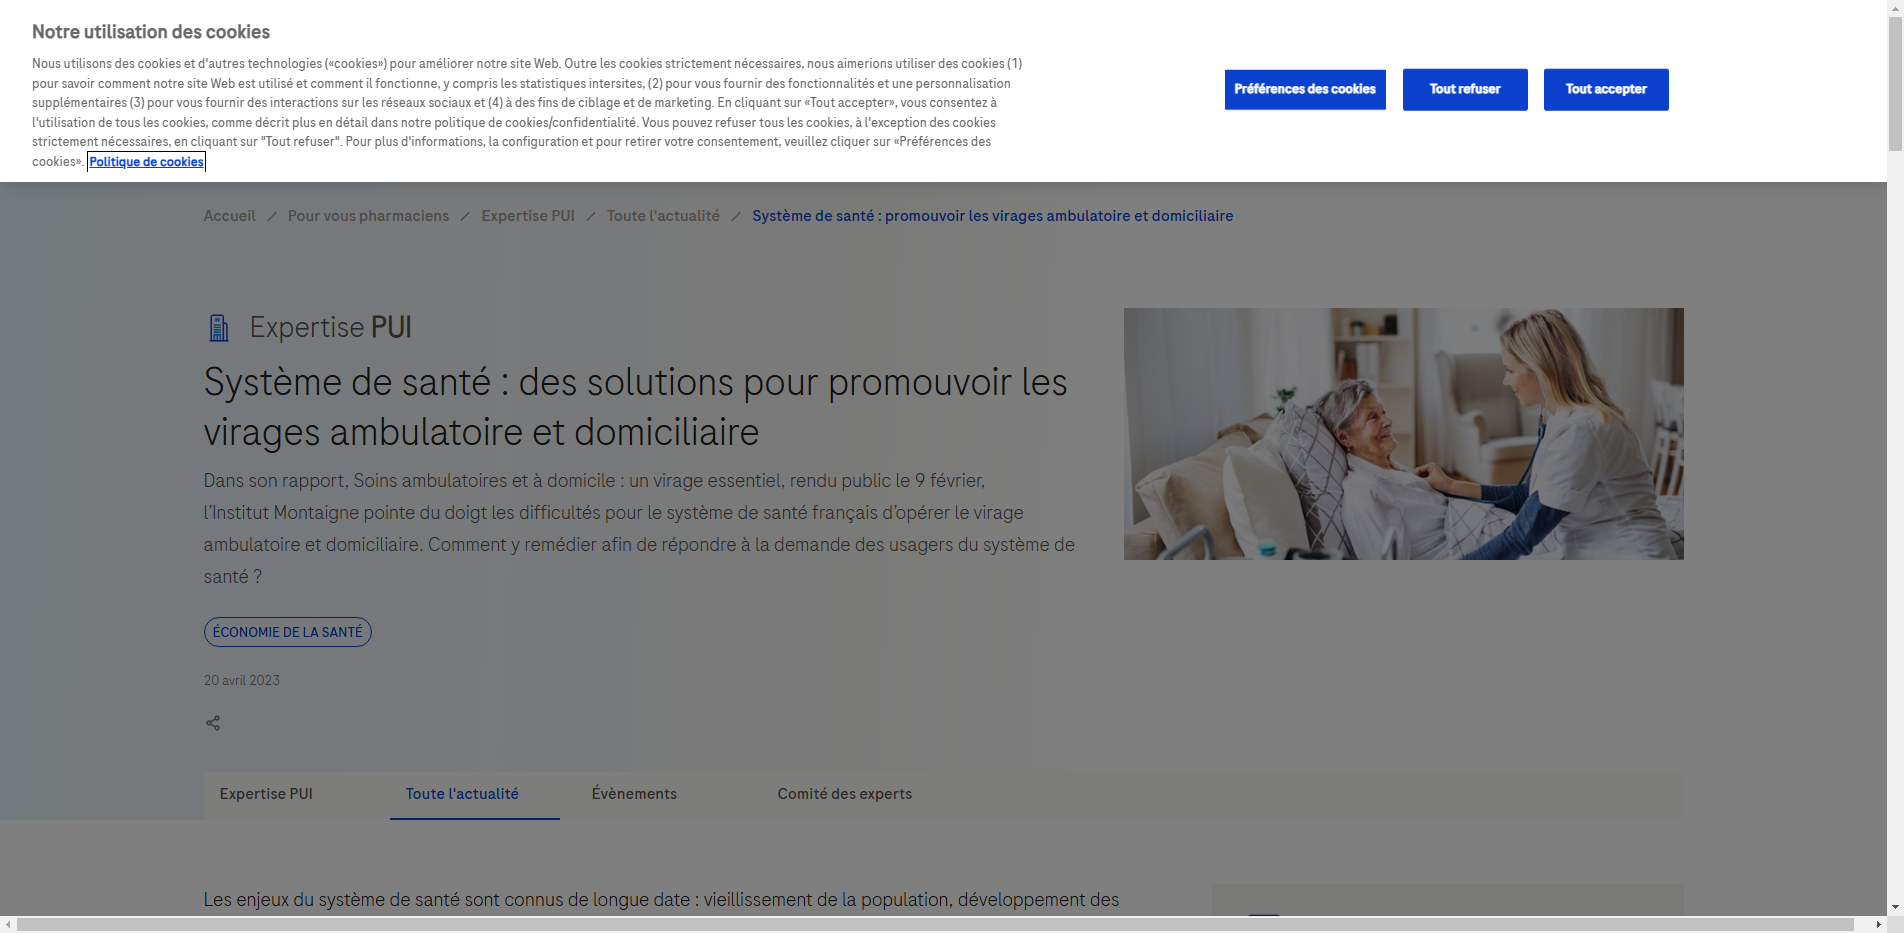 Notre utilisation des cookies
Nous utilisons des cookies et d'autres technologies («cookies») pour améliorer notre site Web. Outre les cookies strictement nécessaires, nous aimerions utiliser des cookies (1)
pour savoir comment notre site Web est utilisé et comment il fonctionne, y compris les statistiques intersites, (2) pour vous fournir des fonctionnalités et une personnalisation
supplémentaires (3) pour vous fournir des interactions sur les réseaux sociaux et (4) à des fins de ciblage et de marketing. En cliquant sur «Tout accepter», vous consentez à
l'utilisation de tous les cookies, comme décrit plus en détail dans notre politique de cookies/confidentialité. Vous pouvez refuser tous les cookies, à l'exception des cookies
strictement nécessaires, en cliquant sur "Tout refuser". Pour plus d'informations, la configuration et pour retirer votre consentement, veuillez cliquer sur «Préférences des
cookies». Politique de cookies
Préférences des cookies
Tout refuser
Tout accepter
Accueil / Pour vous pharmaciens / Expertise PUI / Toute l'actualité / Système de santé : promouvoir les virages ambulatoire et domiciliaire
Expertise PUI
Système de santé : des solutions pour promouvoir les
virages ambulatoire et domiciliaire
Dans son rapport, Soins ambulatoires et à domicile : un virage essentiel, rendu public le 9 février,
l’Institut Montaigne pointe du doigt les difficultés pour le système de santé français d’opérer le virage
ambulatoire et domiciliaire. Comment y remédier afin de répondre à la demande des usagers du système de
santé ?
ÉCONOMIE DE LA SANTÉ
20 avril 2023
Expertise PUI
Toute l'actualité
Évènements
Comité des experts
Les enjeux du système de santé sont connus de longue date : vieillissement de la population, développement des